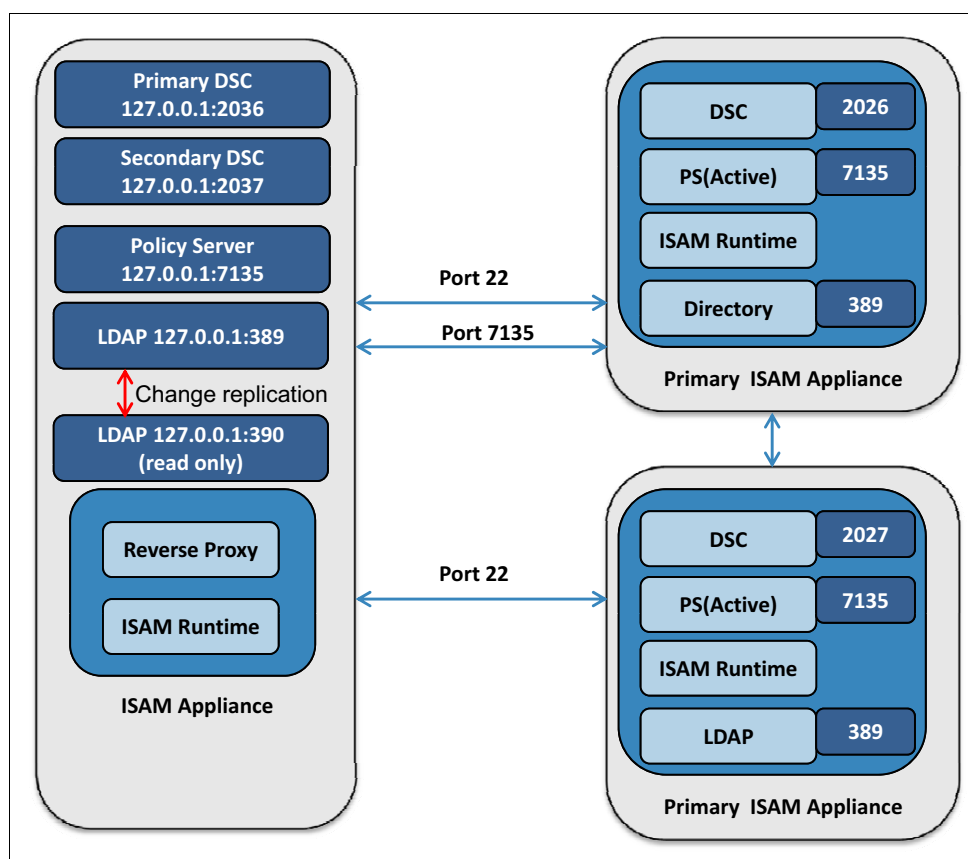 Primary DSC
127.0.0.1:2036
Secondary DSC
127.0.0.1:2037
Policy Server
127.0.0.1:7135
LDAP 127.0.0.1:389
Change replication
LDAP 127.0.0.1:390
(read only)
Reverse Proxy
ISAM Runtime
ISAM Appliance
Port 22
Port 7135
Port 22
DSC
2026
PS(Active)
7135
ISAM Runtime
Directory
389
Primary ISAM Appliance
DSC
2027
PS(Active)
7135
ISAM Runtime
LDAP
389
Primary ISAM Appliance